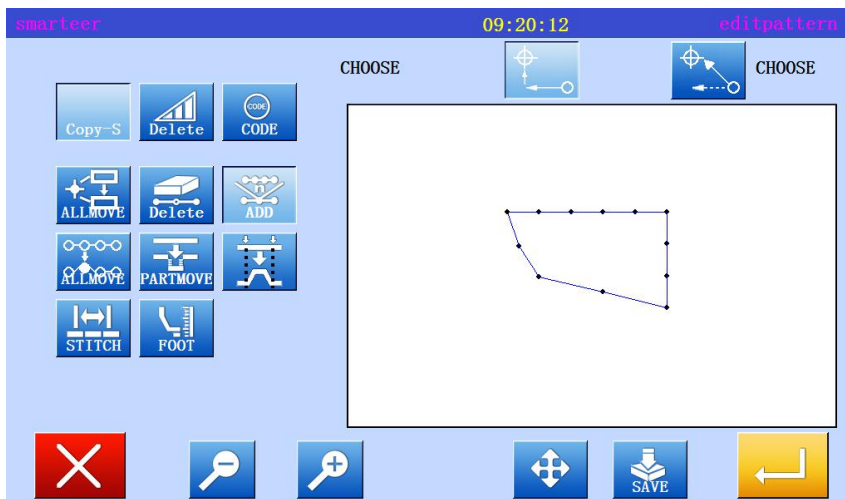 smarteer 09:20:12 editpattern
CHOOSE CHOOSE
Copy-S Delete CODE CODE
ALLMOVE Delete n ADD
ALLMOVE PARTMOVE
STITCH FOOT
SAVE